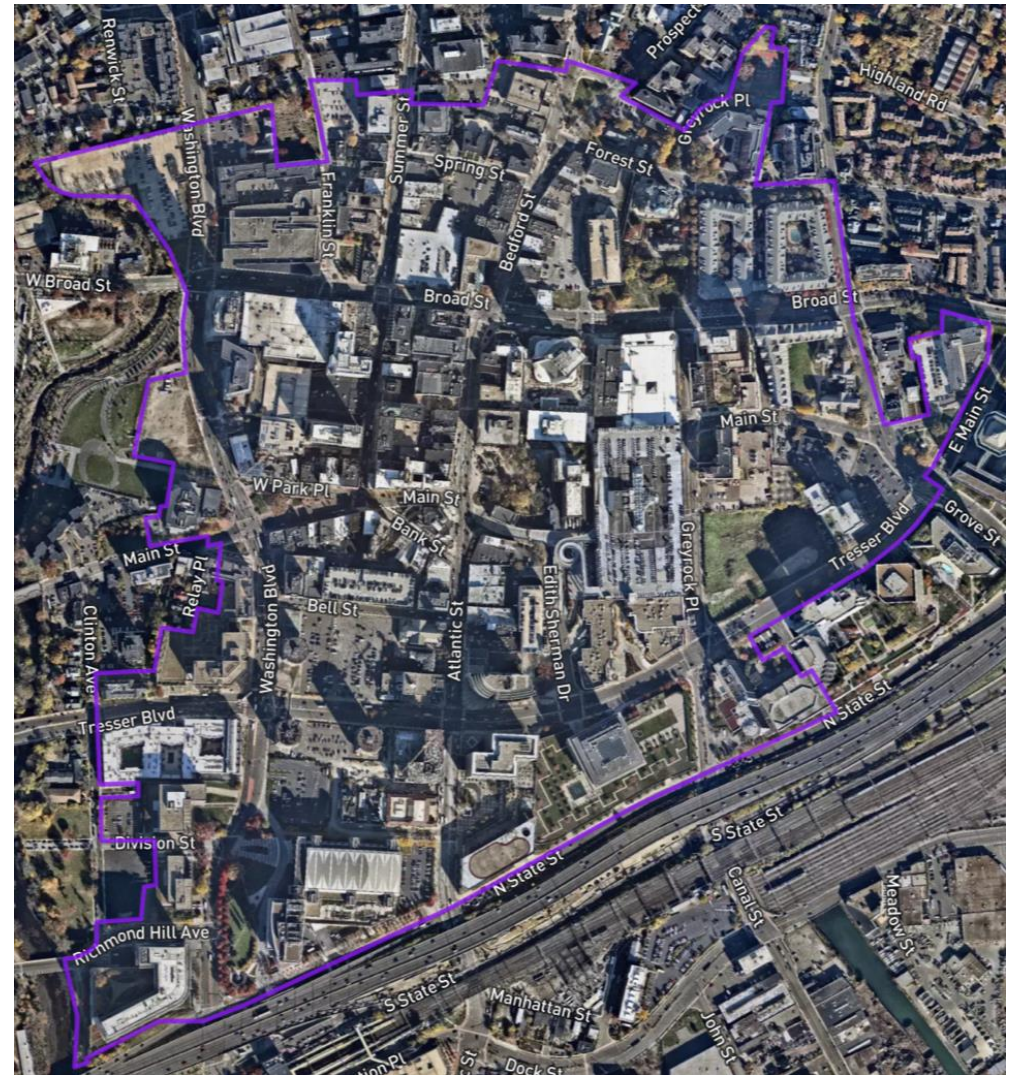 Renwick St
Prospect
Highland Rd
Washington Blvd
Greyrock Pl
Summer St
Franklin St
Spring St
Forest St
Bedford St
W Broad St
Broad St
Broad St
Main St
E Main St
W Park Pl
Main St
Bank St
Grove St
Tresser Blvd
Main St
Relay Pl
Greyrock Pl
Edith Sherman Dr
Bell St
Clinton Ave
Washington Blvd
Atlantic St
Tresser Blvd
N State St
Division St
S State St
N State St
Canal St
Meadow St
Richmond Hill Ave
S State St
Manhattan St
John St
Dock St